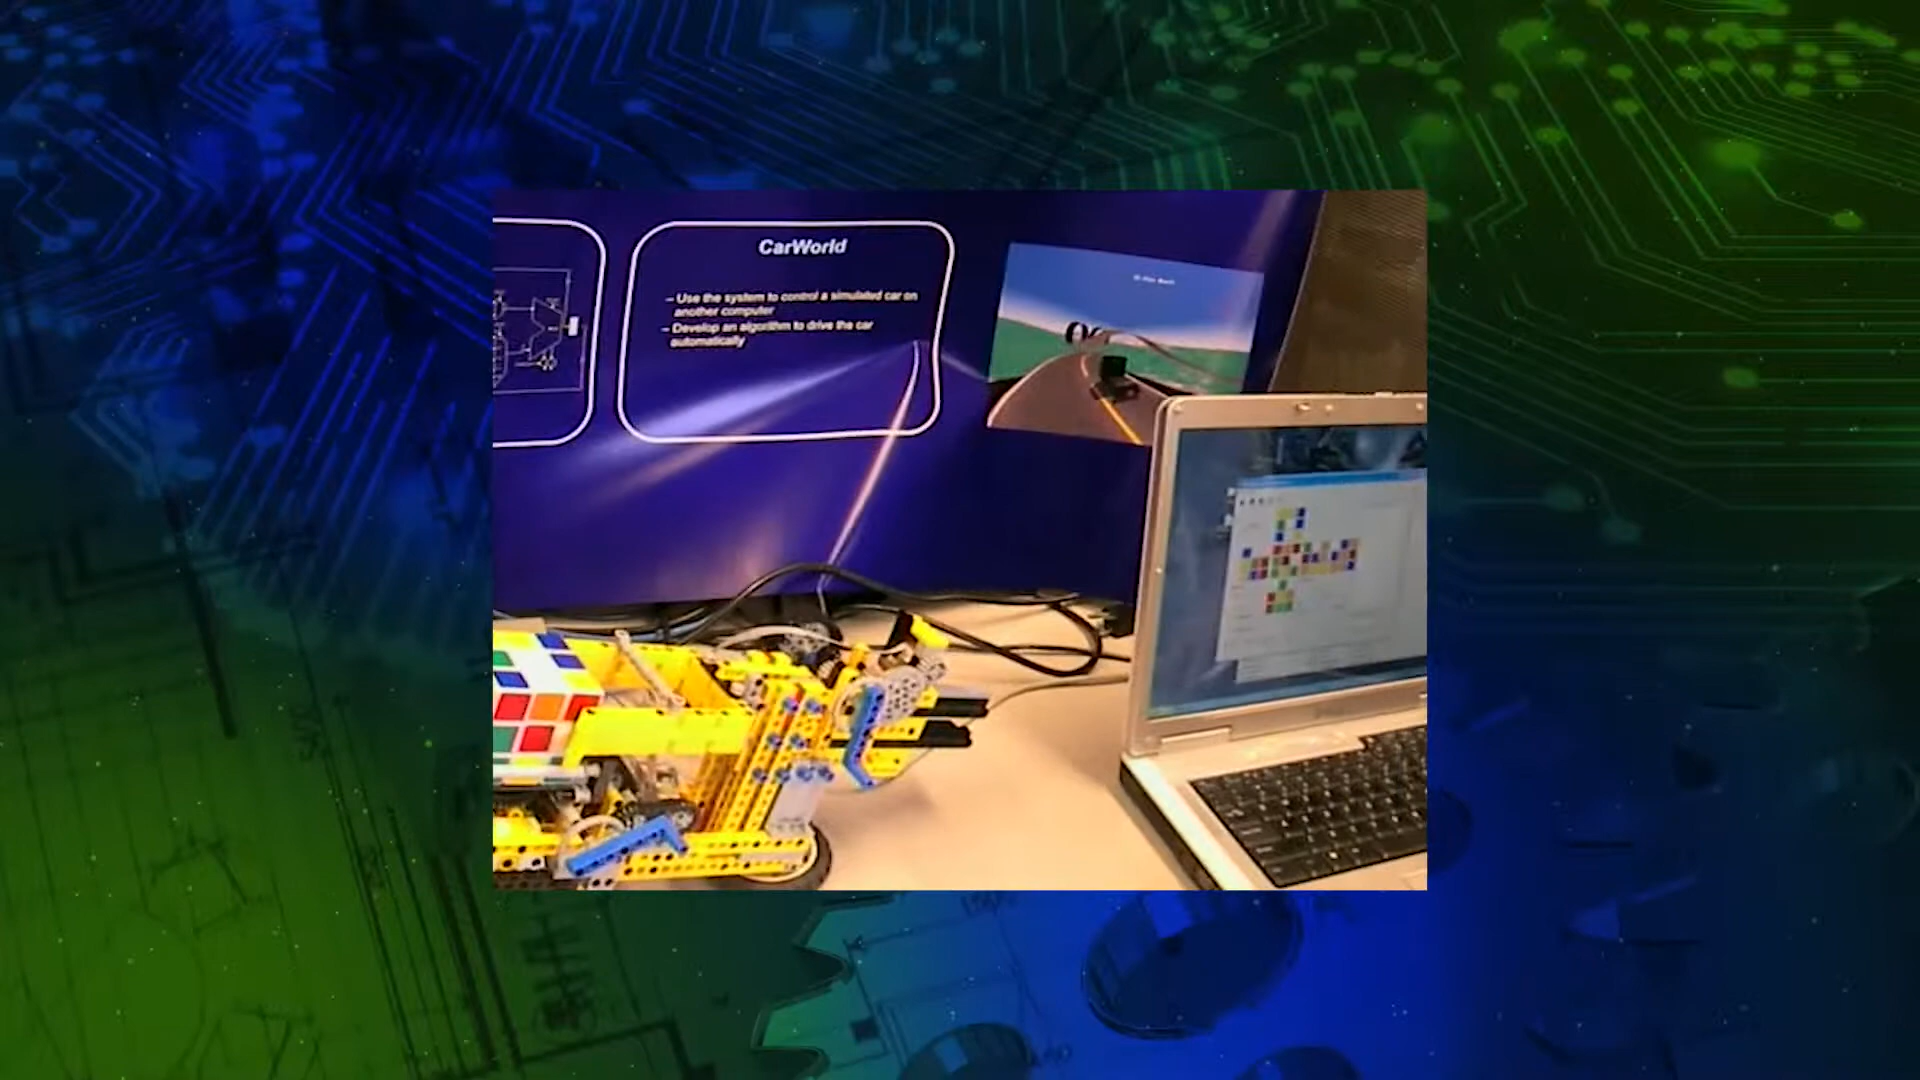 CarWorld
– Use the system to control a simulated car on
another computer
– Develop an algorithm to drive the car
automatically